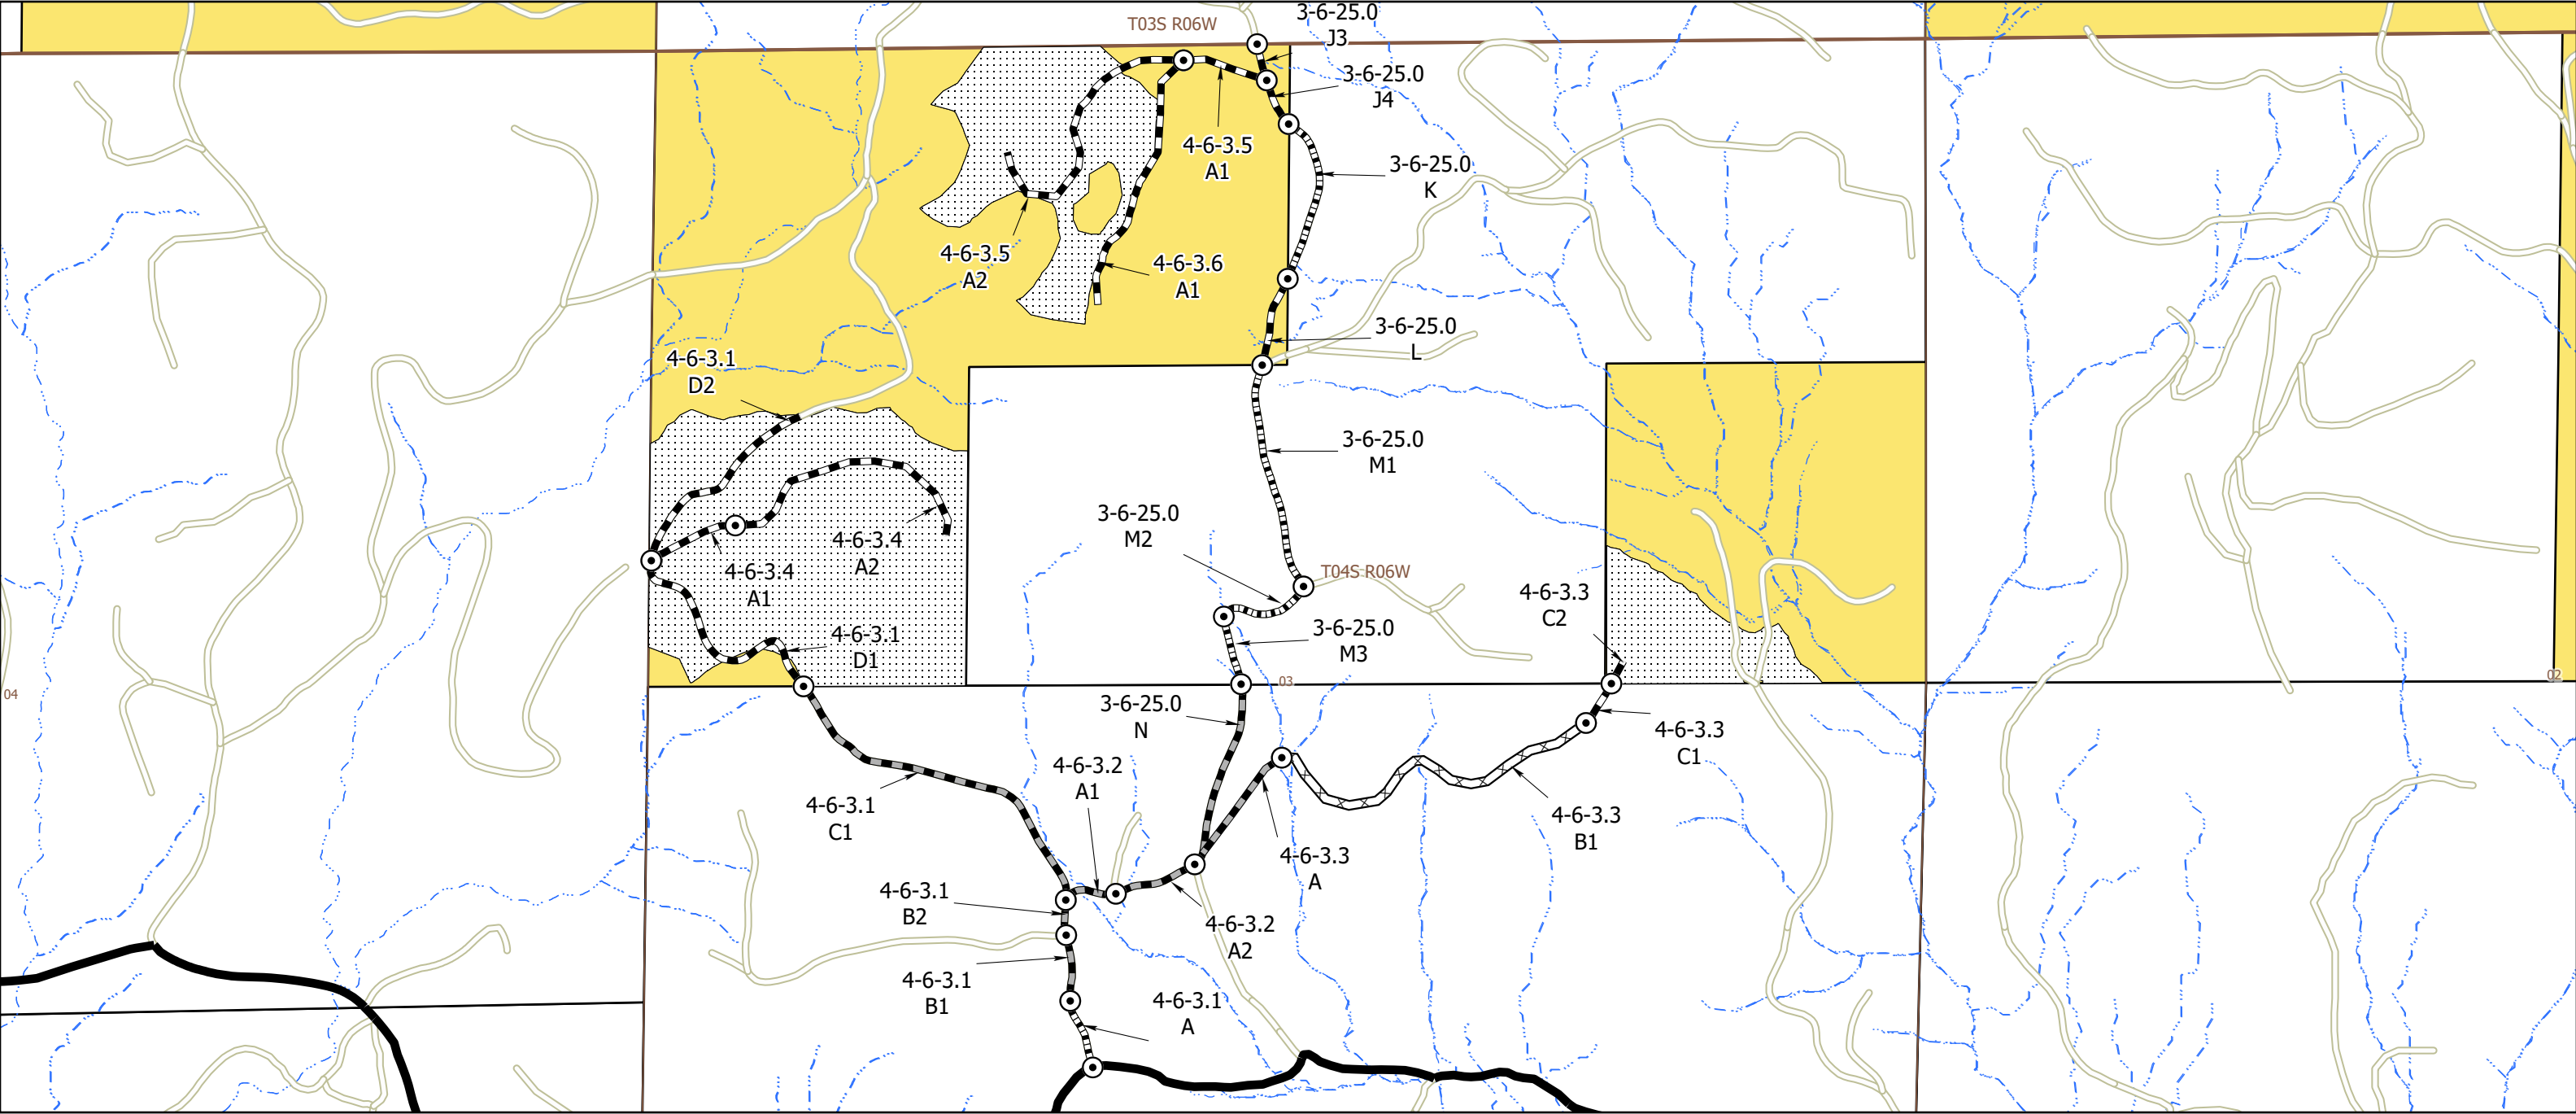 T03S R06W
3-6-25.0
J3
3-6-25.0
J4
4-6-3.5
A1
3-6-25.0
K
4-6-3.5
A2
4-6-3.6
A1
3-6-25.0
L
4-6-3.1
D2
3-6-25.0
M1
3-6-25.0
M2
4-6-3.4
A2
4-6-3.4
A1
T04S R06W
4-6-3.3
C2
4-6-3.1
D1
3-6-25.0
M3
04
03
02
3-6-25.0
N
4-6-3.3
C1
4-6-3.2
A1
4-6-3.1
C1
4-6-3.3
B1
4-6-3.3
A
4-6-3.1
B2
4-6-3.2
A2
4-6-3.1
B1
4-6-3.1
A